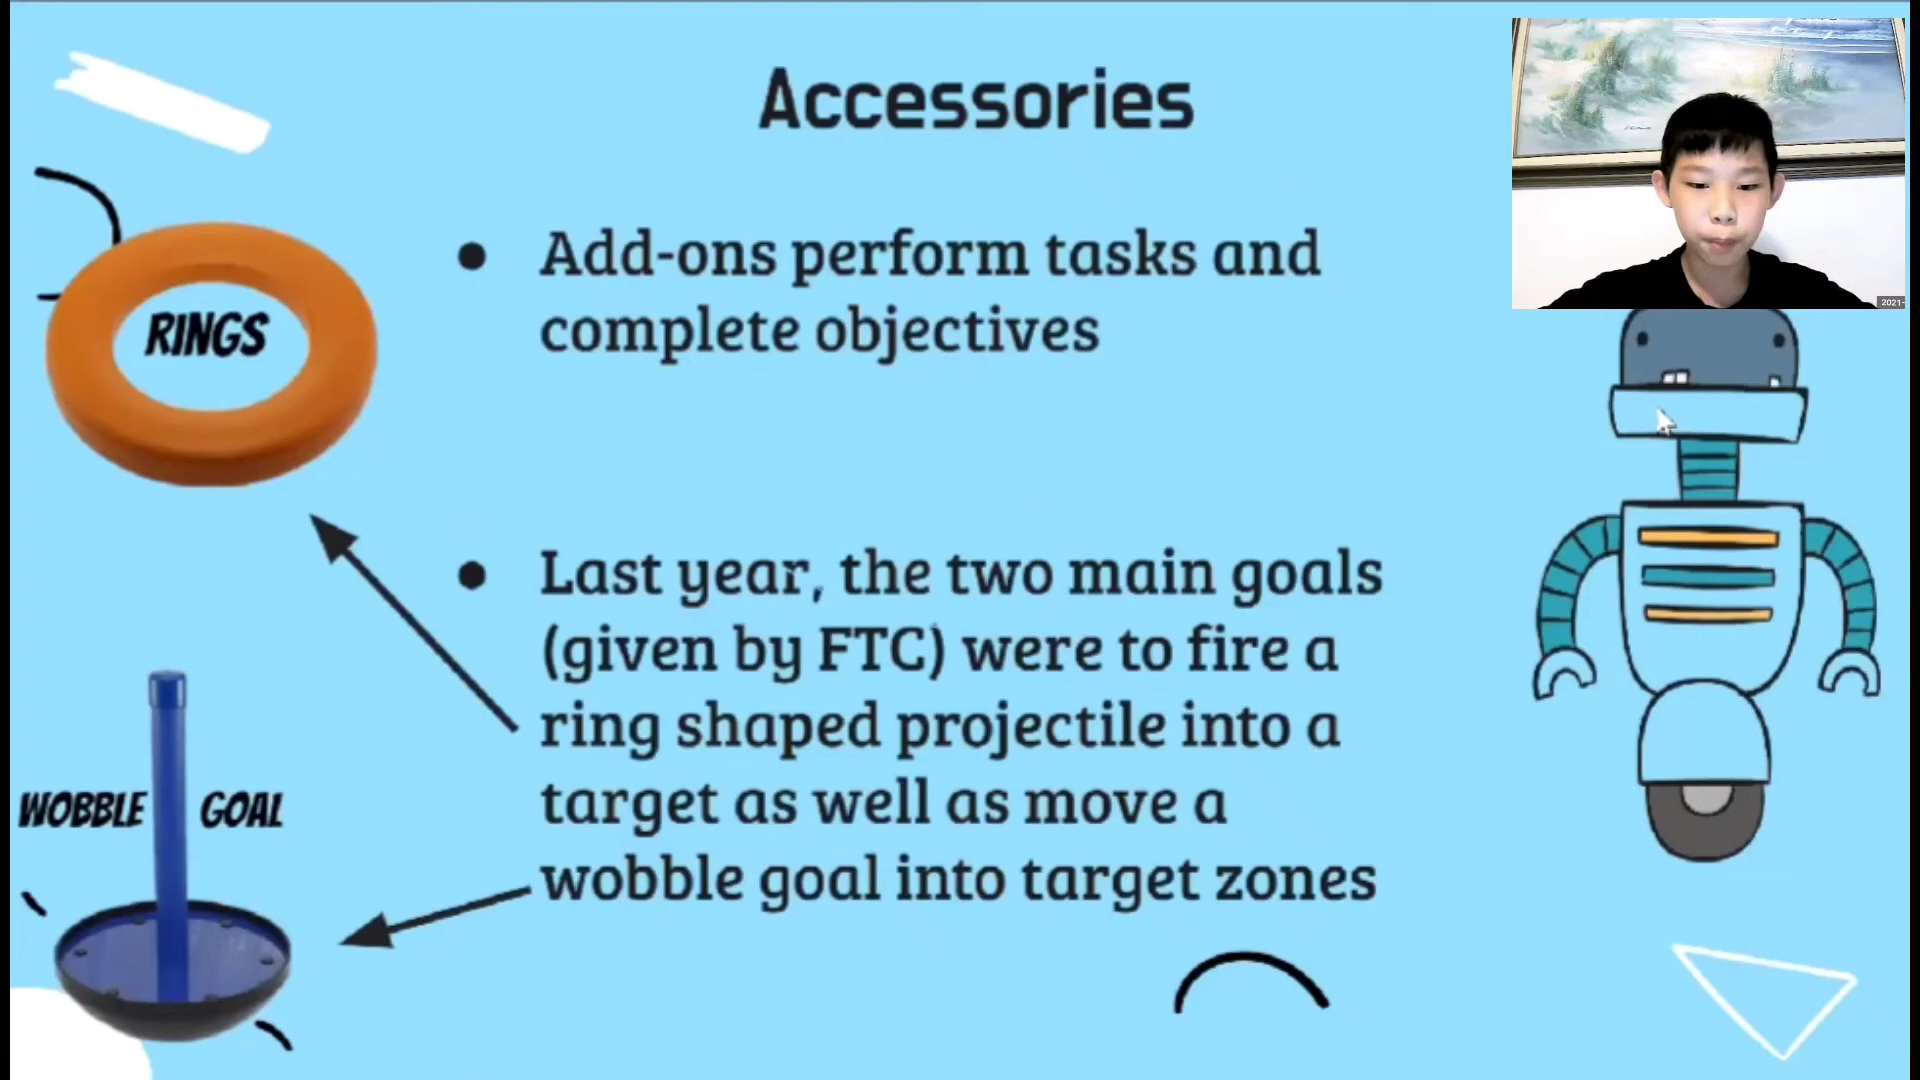 Accessories
2021-
RINGS
Add-ons perform tasks and
complete objectives
Last year, the two main goals
(given by FTC) were to fire a
ring shaped projectile into a
target as well as move a
wobble goal into target zones
WOBBLE GOAL